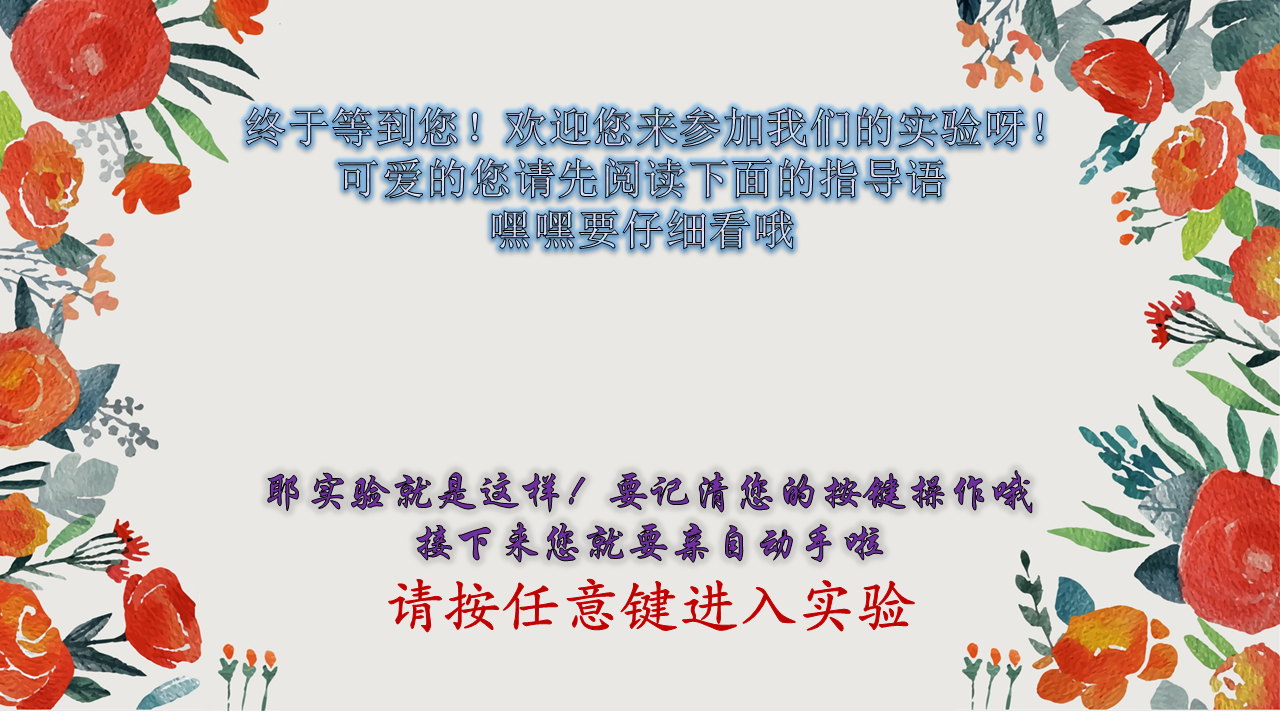 终于等到您！欢迎您来参加我们的实验呀！
可爱的您请先阅读下面的指导语
嘿嘿要仔细看哦
耶实验就是这样！要记清您的按键操作哦
接下来您就要亲自动手啦
请按任意键进入实验